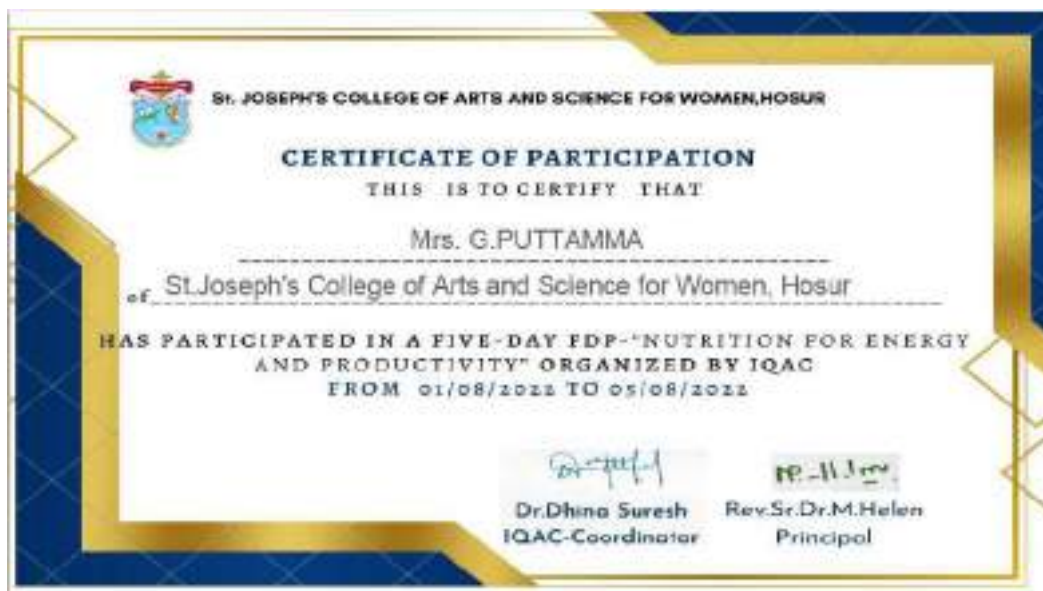 St. JOSEPH'S COLLEGE OF ARTS AND SCIENCE FOR WOMEN,HOSUR
CERTIFICATE OF PARTICIPATION
THIS IS TO CERTIFY THAT
Mrs. G.PUTTAMMA
of St.Joseph's College of Arts and Science for Women, Hosur
HAS PARTICIPATED IN A FIVE-DAY FDP-"NUTRITION FOR ENERGY
AND PRODUCTIVITY" ORGANIZED BY IQAC
FROM 01/08/2022 TO 05/08/2022
Dr.Dhina Suresh Rev.Sr.Dr.M.Helen
IQAC-Coordinator Principal